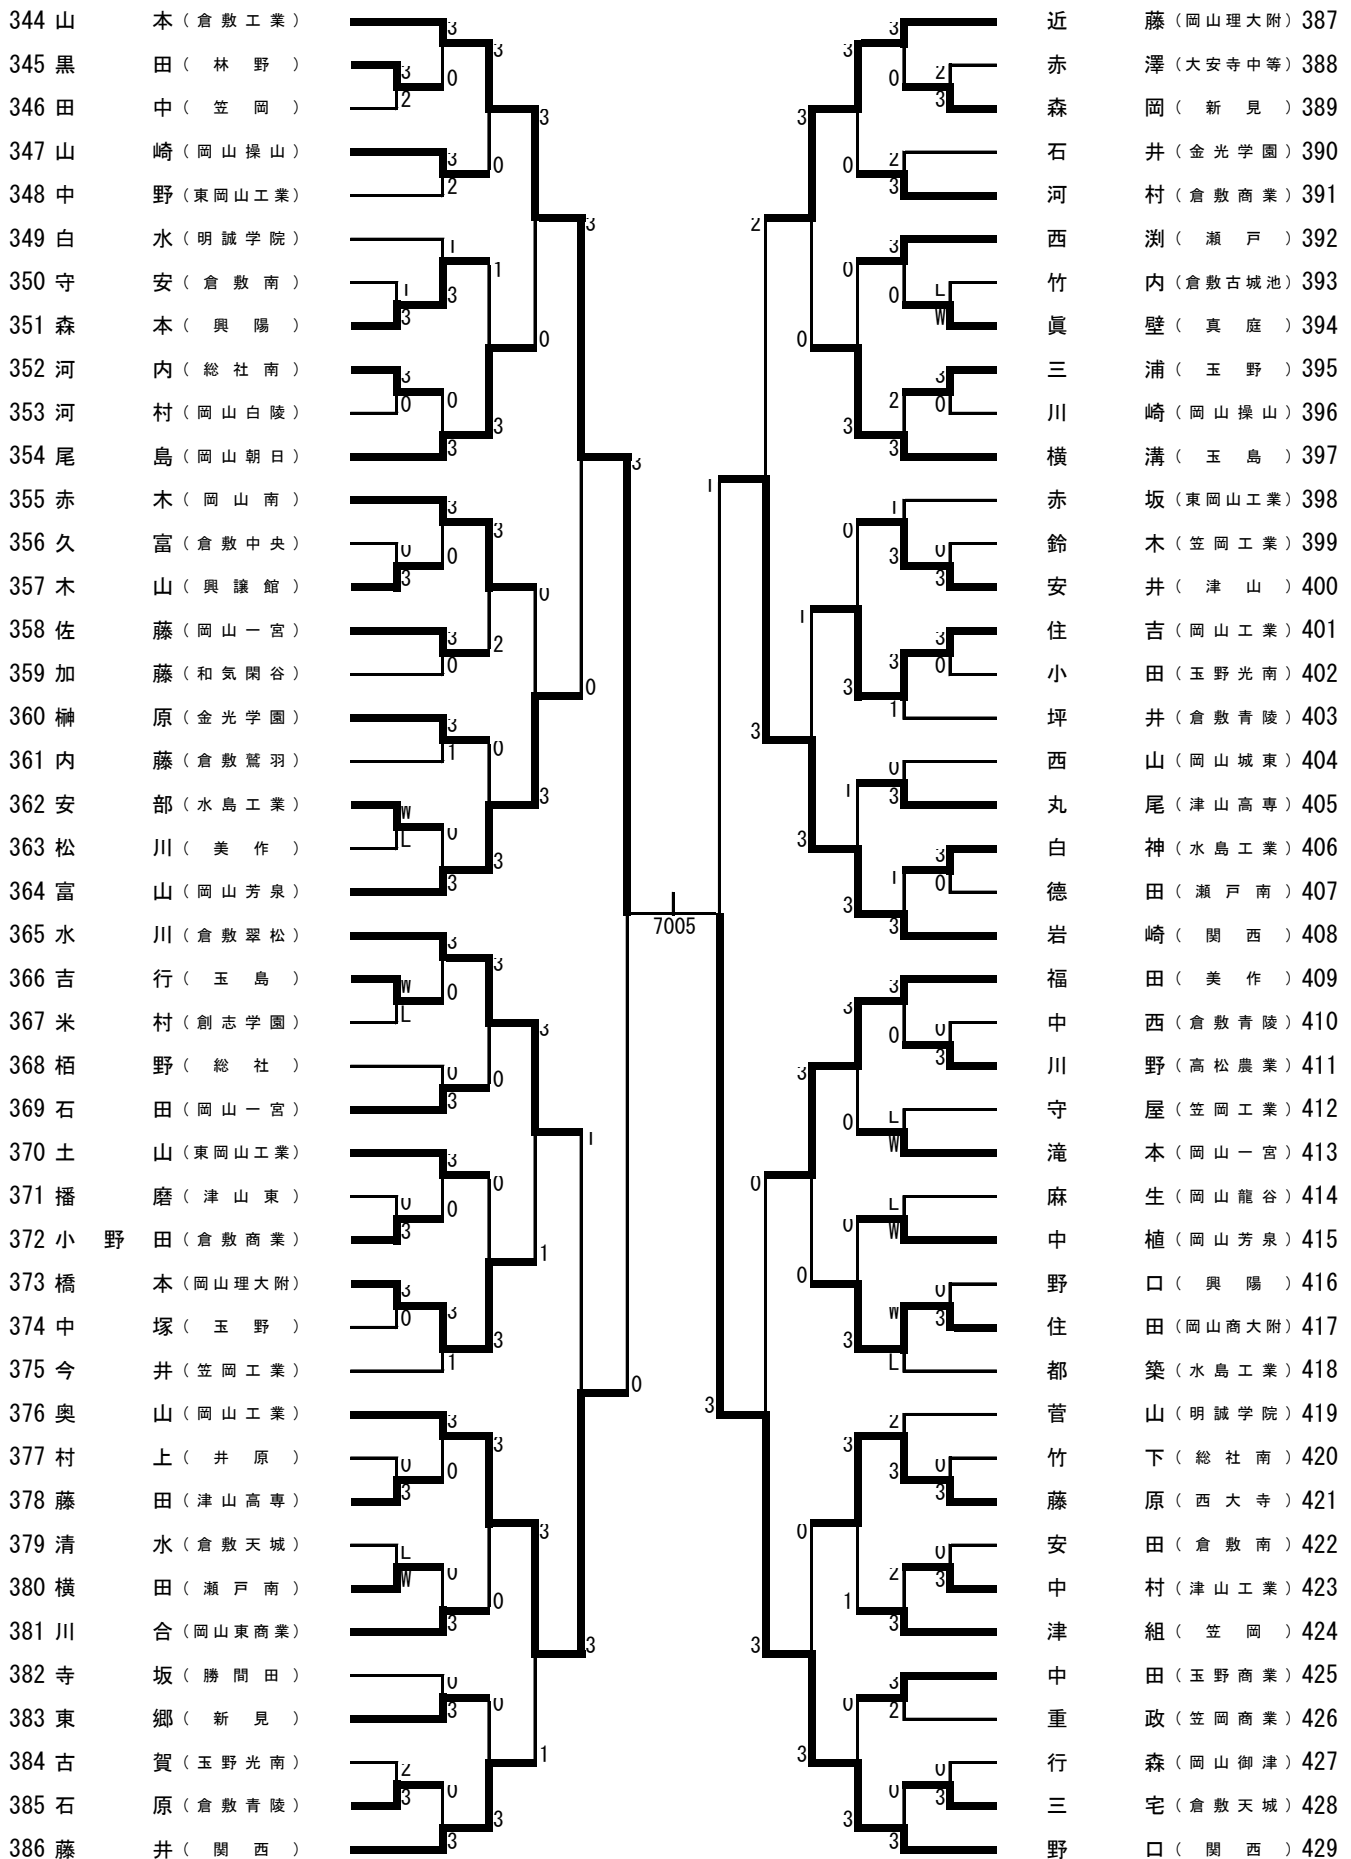 344 山 本 (倉敷工業)
345 黒 田 (林野)
346 田 中 (笠岡)
347 山 崎 (岡山操山)
348 中 野 (東岡山工業)
349 白 水 (明誠学院)
350 守 安 (倉敷南)
351 森 本 (興陽)
352 河 内 (総社南)
353 河 村 (岡山白陵)
354 尾 島 (岡山朝日)
355 赤 木 (岡山南)
356 久 富 (倉敷中央)
357 木 山 (興譲館)
358 佐 藤 (岡山一宮)
359 加 藤 (和気閑谷)
360 榊 原 (金光学園)
361 内 藤 (倉敷鷲羽)
362 安 部 (水島工業)
363 松 川 (美作)
364 富 山 (岡山芳泉)
365 水 川 (倉敷翠松)
366 吉 行 (玉島)
367 米 村 (創志学園)
368 栢 野 (総社)
369 石 田 (岡山一宮)
370 土 山 (東岡山工業)
371 播 磨 (津山東)
372 小 野 田 (倉敷商業)
373 橋 本 (岡山理大附)
374 中 塚 (玉野)
375 今 井 (笠岡工業)
376 奥 山 (岡山工業)
377 村 上 (井原)
378 藤 田 (津山高専)
379 清 水 (倉敷天城)
380 横 田 (瀬戸南)
381 川 合 (岡山東商業)
382 寺 坂 (勝間田)
383 東 郷 (新見)
384 古 賀 (玉野光南)
385 石 原 (倉敷青陵)
386 藤 井 (関西)
7005
近 藤 (岡山理大附) 387
赤 澤 (大安寺中等) 388
森 岡 (新見) 389
石 井 (金光学園) 390
河 村 (倉敷商業) 391
西 渕 (瀬戸) 392
竹 内 (倉敷古城池) 393
眞 壁 (真庭) 394
三 浦 (玉野) 395
川 崎 (岡山操山) 396
横 溝 (玉島) 397
赤 坂 (東岡山工業) 398
鈴 木 (笠岡工業) 399
安 井 (津山) 400
住 吉 (岡山工業) 401
小 田 (玉野光南) 402
坪 井 (倉敷青陵) 403
西 山 (岡山城東) 404
丸 尾 (津山高専) 405
白 神 (水島工業) 406
德 田 (瀬戸南) 407
岩 崎 (関西) 408
福 田 (美作) 409
中 西 (倉敷青陵) 410
川 野 (高松農業) 411
守 屋 (笠岡工業) 412
滝 本 (岡山一宮) 413
麻 生 (岡山龍谷) 414
中 植 (岡山芳泉) 415
野 口 (興陽) 416
住 田 (岡山商大附) 417
都 築 (水島工業) 418
菅 山 (明誠学院) 419
竹 下 (総社南) 420
藤 原 (西大寺) 421
安 田 (倉敷南) 422
中 村 (津山工業) 423
津 組 (笠岡) 424
中 田 (玉野商業) 425
重 政 (笠岡商業) 426
行 森 (岡山御津) 427
三 宅 (倉敷天城) 428
野 口 (関西) 429